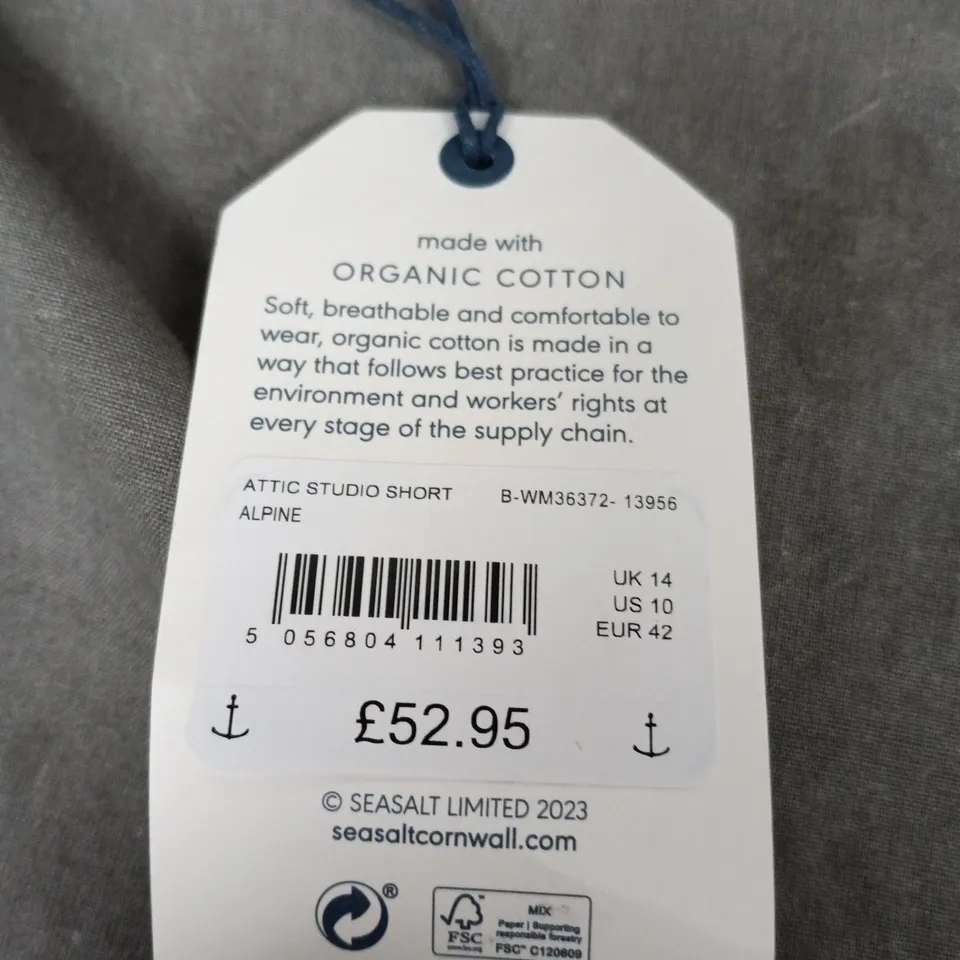 made with
ORGANIC COTTON
Soft, breathable and comfortable to
wear, organic cotton is made in a
way that follows best practice for the
environment and workers' rights at
every stage of the supply chain.
ATTIC STUDIO SHORT B-WM36372- 13956
ALPINE
UK 14
US 10
EUR 42
5 056804 111393
£52.95
© SEASALT LIMITED 2023
seasaltcornwall.com
®
FSC
MIX
Paper | Supporting
responsible forestry
FSC™ C120609